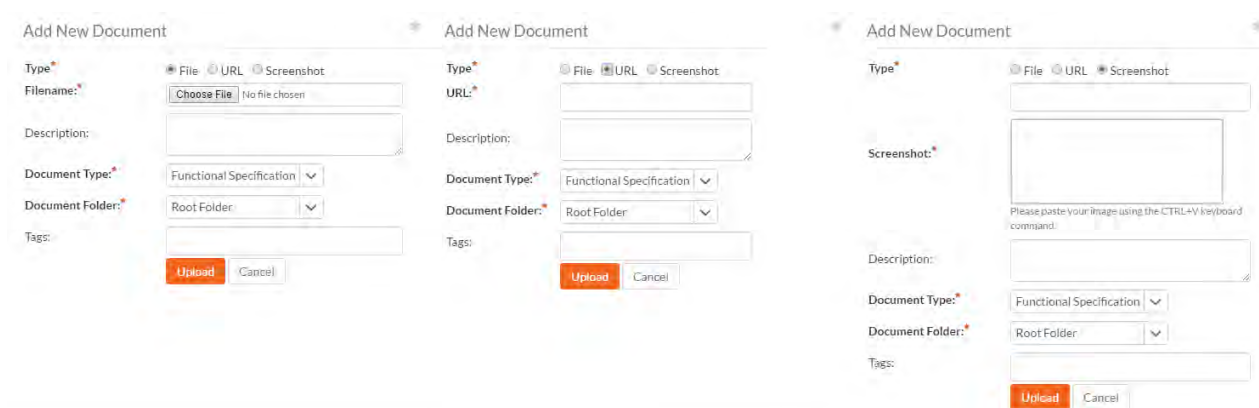 Add New Document
Type*
File URL Screenshot
Filename:*
Choose File No file chosen
Description:
Document Type:*
Functional Specification
Document Folder:*
Root Folder
Tags:
Upload Cancel
Add New Document
Type*
File URL Screenshot
URL:*
Description:
Document Type:*
Functional Specification
Document Folder:*
Root Folder
Tags:
Upload Cancel
Add New Document
Type*
File URL Screenshot
Screenshot:*
Please paste your image using the CTRL+V keyboard
command.
Description:
Document Type:*
Functional Specification
Document Folder:*
Root Folder
Tags:
Upload Cancel